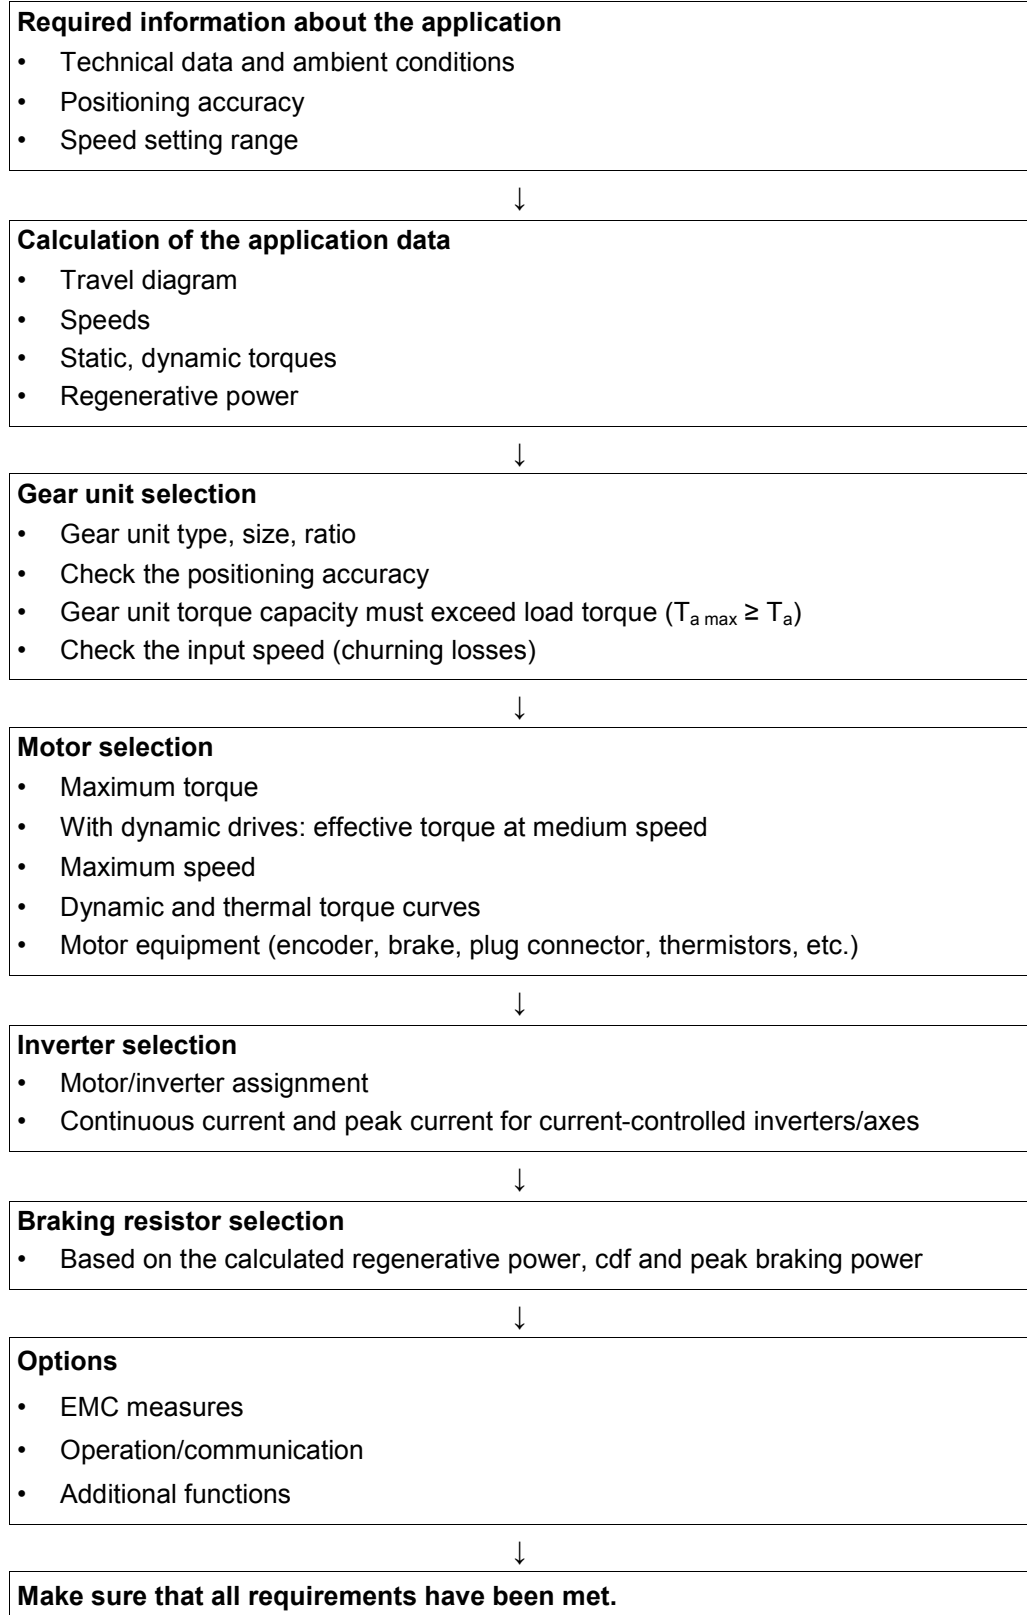 Required information about the application
• Technical data and ambient conditions
• Positioning accuracy
• Speed setting range
↓
Calculation of the application data
• Travel diagram
• Speeds
• Static, dynamic torques
• Regenerative power
↓
Gear unit selection
• Gear unit type, size, ratio
• Check the positioning accuracy
• Gear unit torque capacity must exceed load torque (Ta max ≥ Ta)
• Check the input speed (churning losses)
↓
Motor selection
• Maximum torque
• With dynamic drives: effective torque at medium speed
• Maximum speed
• Dynamic and thermal torque curves
• Motor equipment (encoder, brake, plug connector, thermistors, etc.)
↓
Inverter selection
• Motor/inverter assignment
• Continuous current and peak current for current-controlled inverters/axes
↓
Braking resistor selection
• Based on the calculated regenerative power, cdf and peak braking power
↓
Options
• EMC measures
• Operation/communication
• Additional functions
↓
Make sure that all requirements have been met.